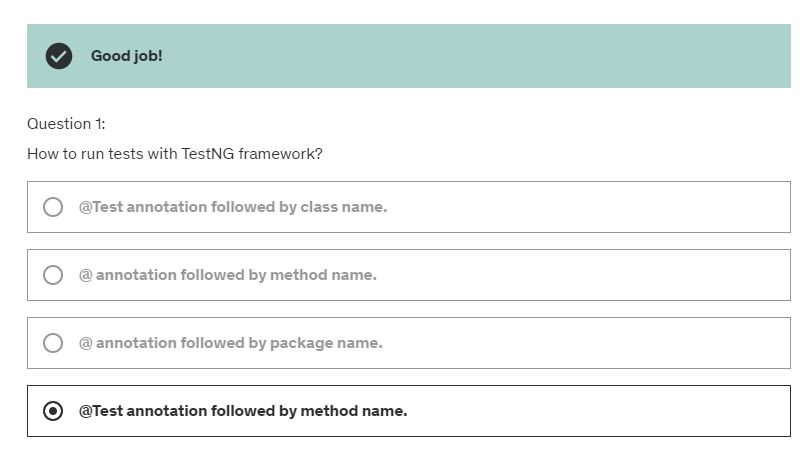 Good job!
Question 1:
How to run tests with TestNG framework?
@Test annotation followed by class name.
@ annotation followed by method name.
@ annotation followed by package name.
@Test annotation followed by method name.